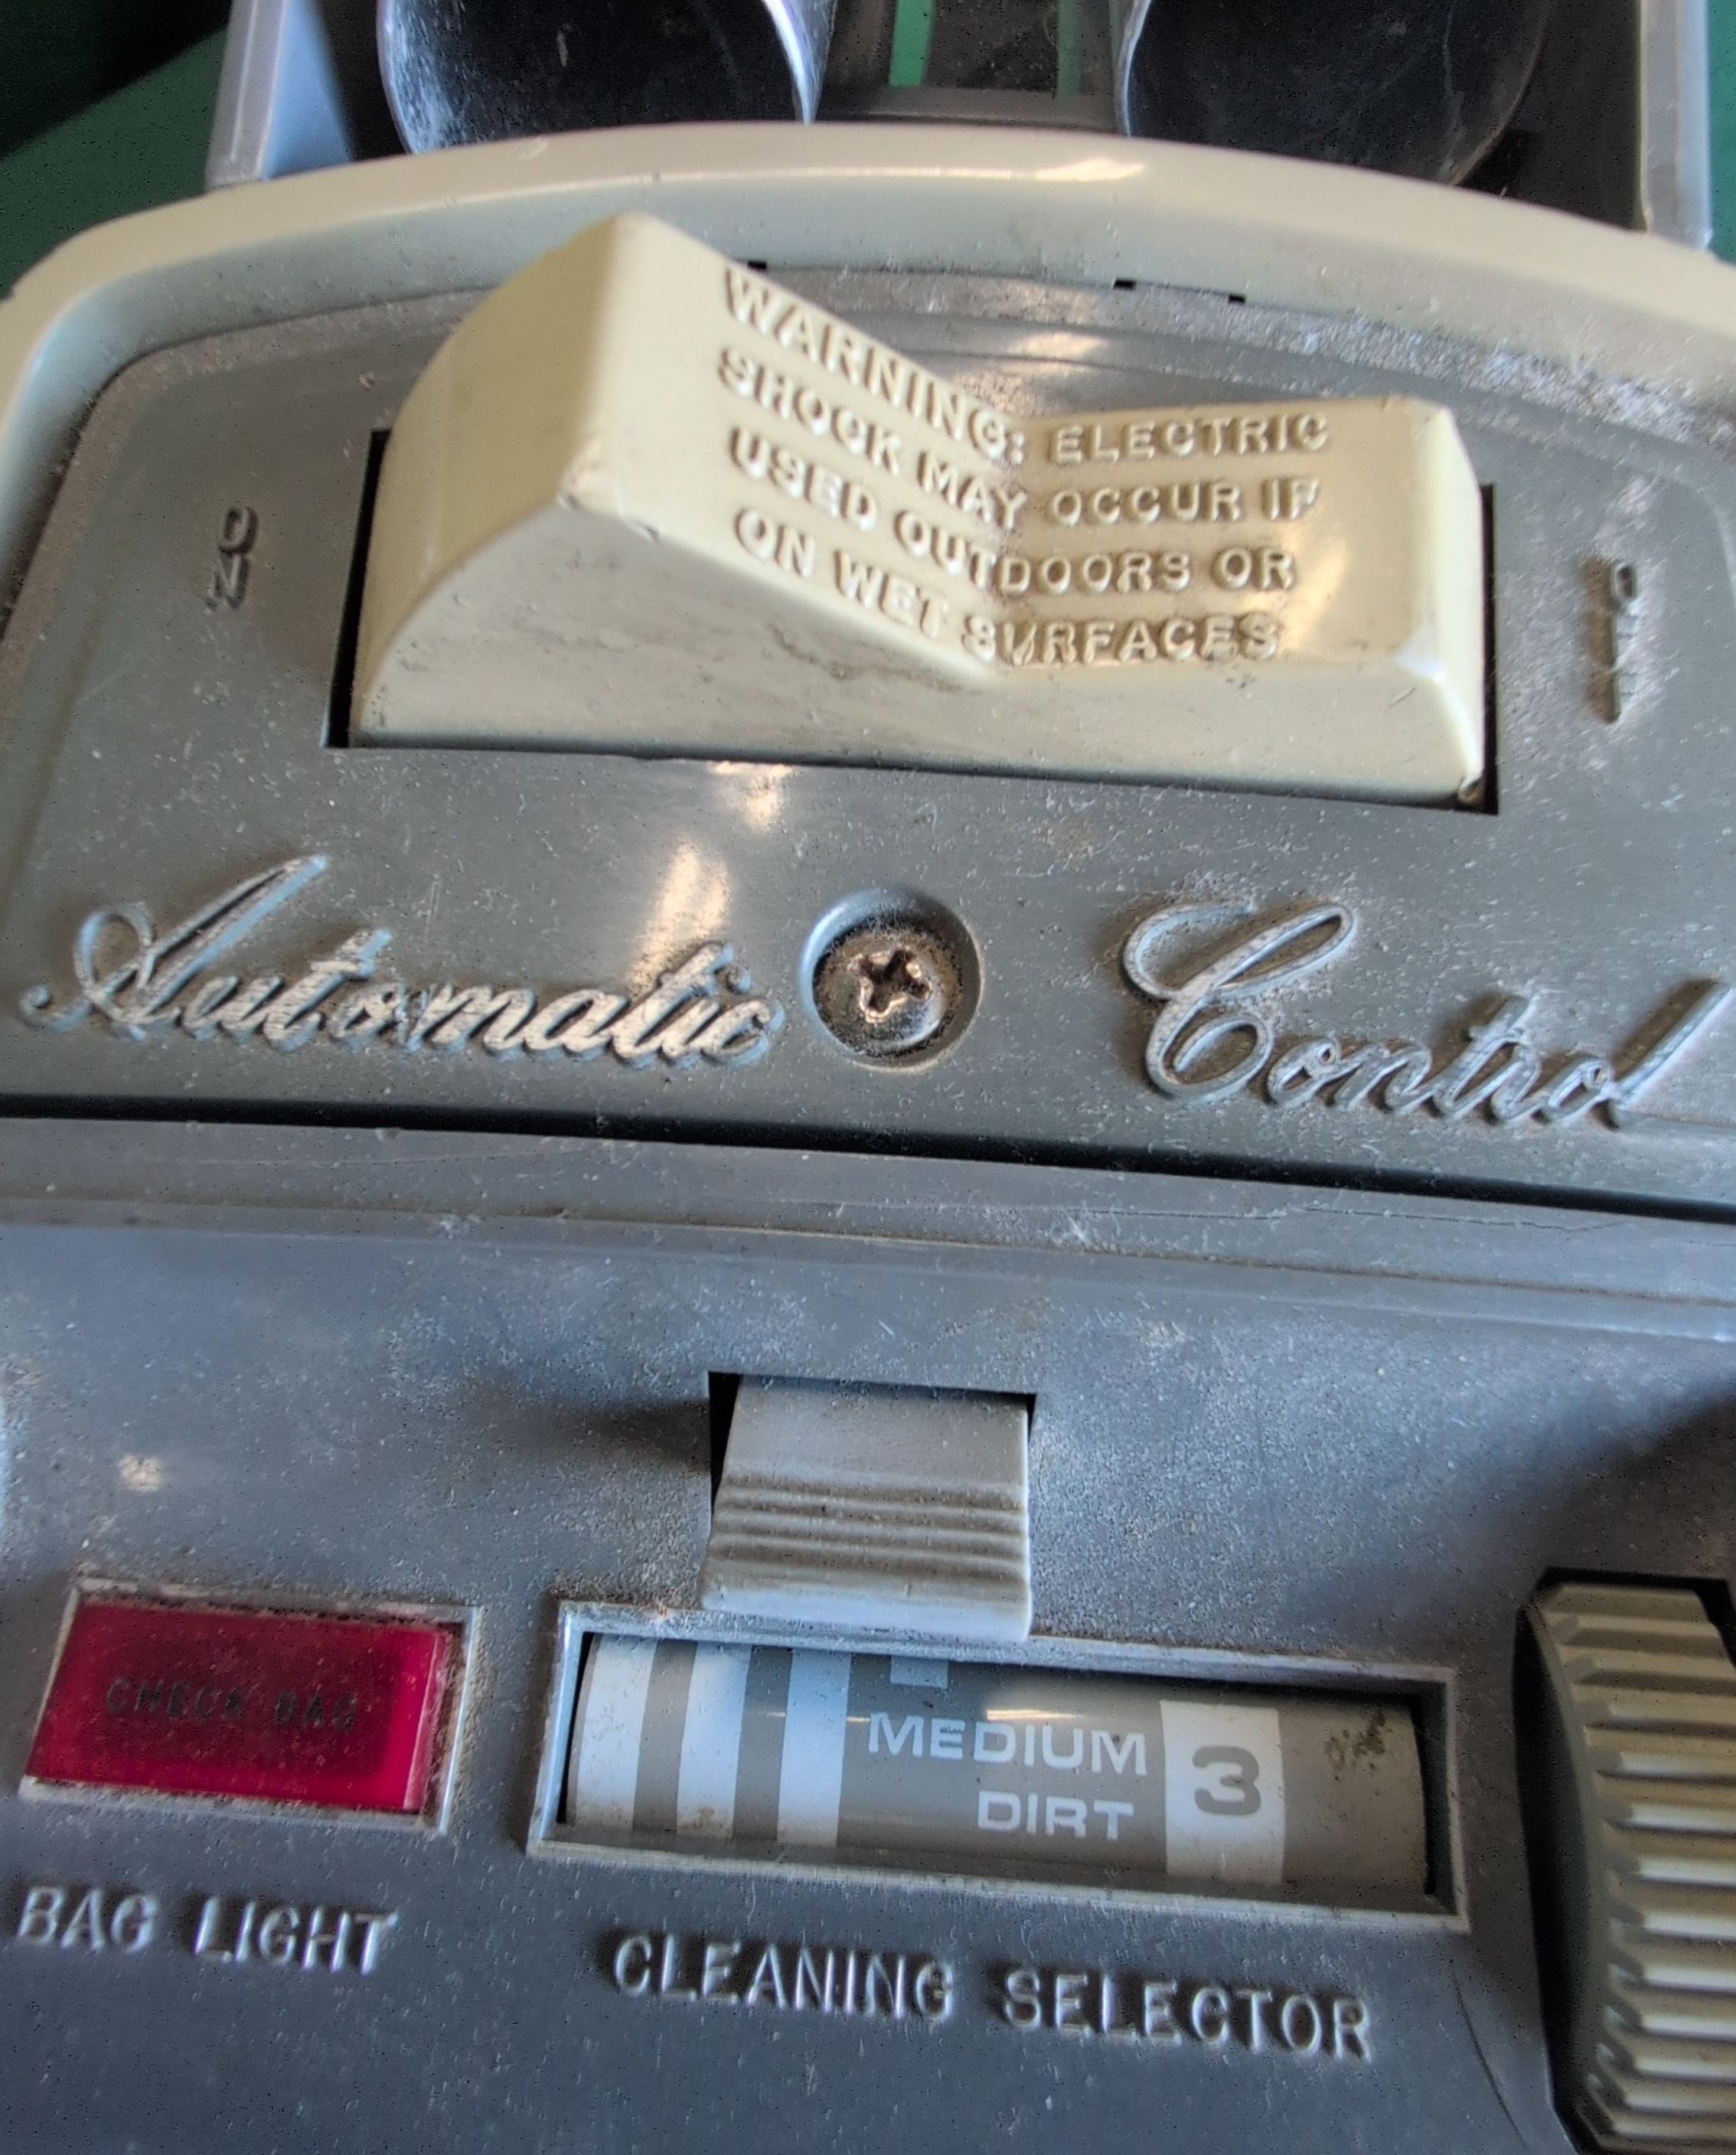 WARNING: ELECTRIC
SHOCK MAY OCCUR IF
USED OUTDOORS OR
ON WET SURFACES
ON
OFF
Automatic Control
CHECK BAG
MEDIUM
DIRT
3
BAG LIGHT
CLEANING SELECTOR